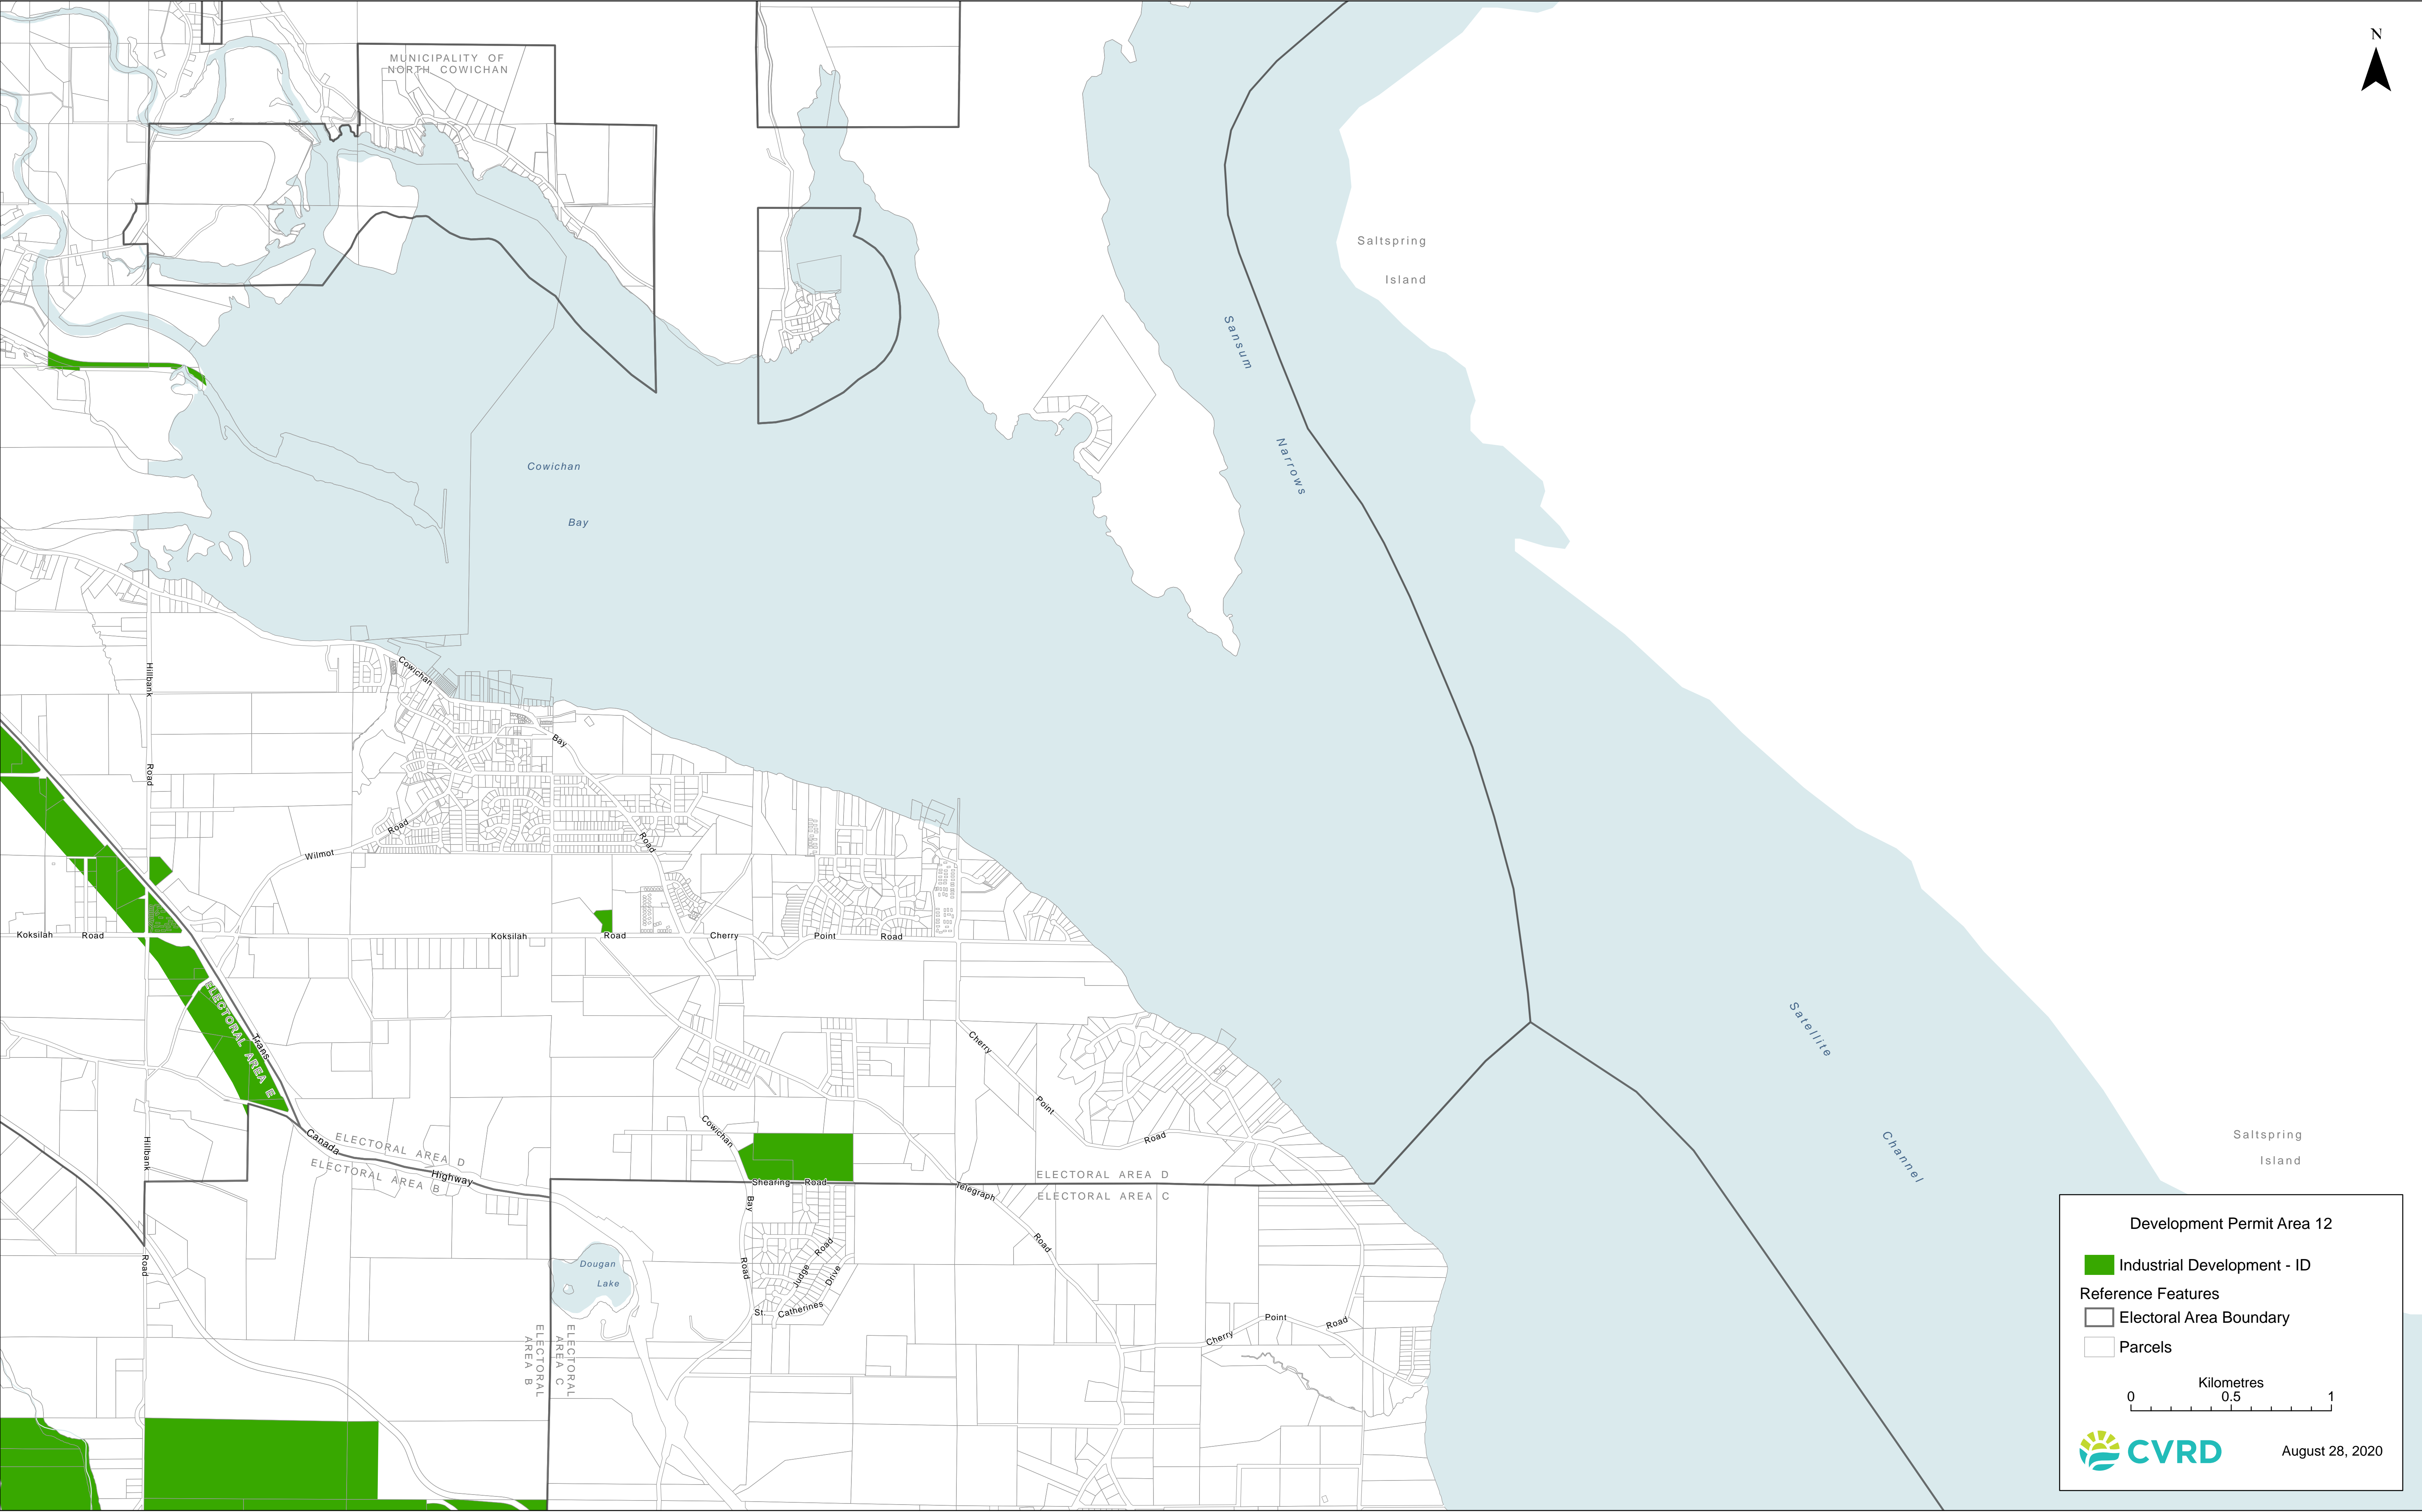 MUNICIPALITY OF
NORTH COWICHAN
N
Saltspring
Island
Sansum
Narrows
Cowichan
Bay
Hillbank
Road
Cowichan
Bay
Road
Wilmot
Road
Koksilah
Road
Koksilah
Road
Cherry
Point
Road
ELECTORAL AREA E
Trans
Canada
Highway
ELECTORAL AREA D
ELECTORAL AREA B
Hillbank
Road
Cherry
Point
Road
Satellite
Channel
Saltspring
Island
Cowichan
Bay
Road
Shearing Road
Telegraph
Road
ELECTORAL AREA D
ELECTORAL AREA C
Dougan
Lake
Judge
Road
St. Catherines
Drive
ELECTORAL
AREA B
ELECTORAL
AREA C
Cherry
Point
Road
Development Permit Area 12
Industrial Development - ID
Reference Features
Electoral Area Boundary
Parcels
Kilometres
0 0.5 1
CVRD
August 28, 2020